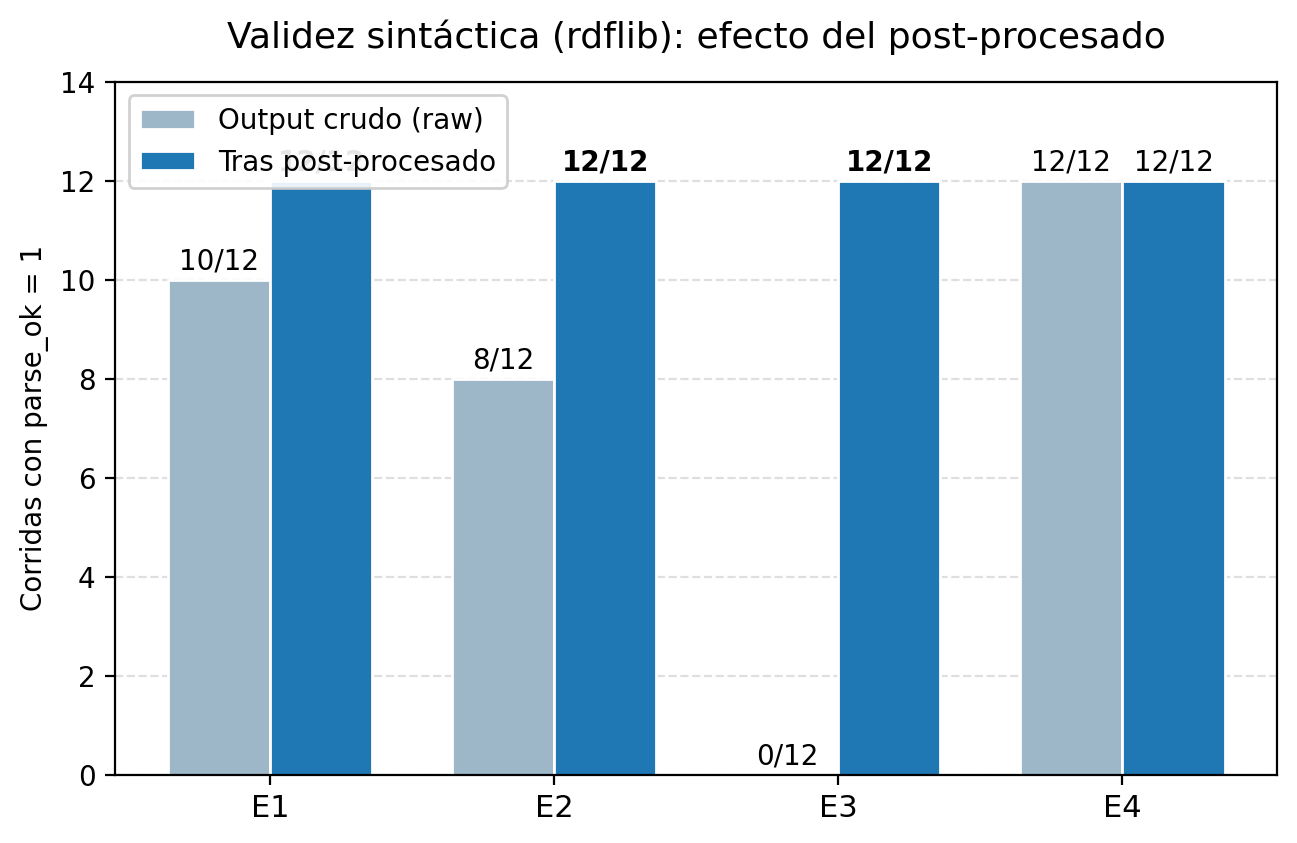 Validez sintáctica (rdflib): efecto del post-procesado
Output crudo (raw)
Tras post-procesado
14
12
10
8
6
4
2
0
Corridas con parse_ok = 1
10/12
12/12
8/12
12/12
0/12
12/12
12/12
12/12
E1
E2
E3
E4